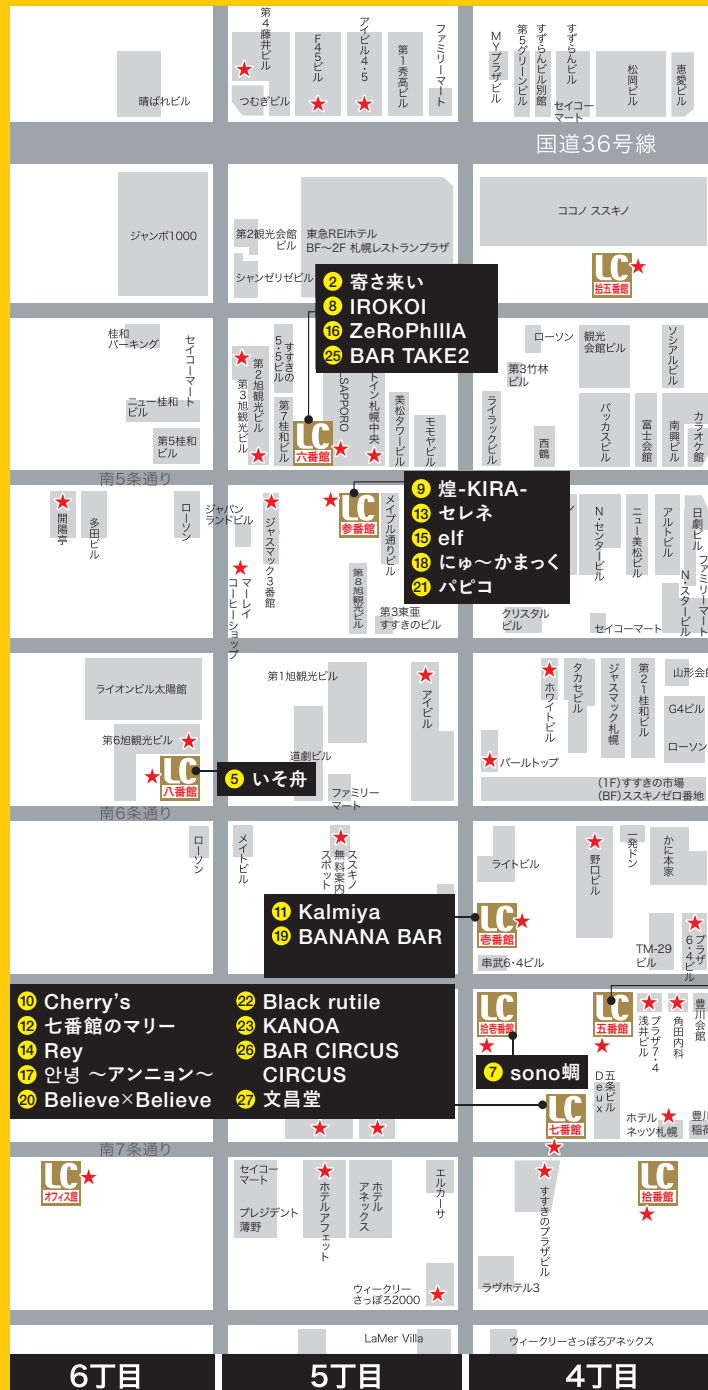 第4藤井ビル
F45ビル
アイビル4・5
第1秀高ビル
ファミリーマート
MYプラザビル
第5グリーンビル
すずらんビル別館
すずらんビル
セイコー
マート
松岡ビル
恵愛ビル
晴ばれビル
つむぎビル
国道36号線
ジャンボ1000
第2観光会館
ビル
シャンゼリゼビル
東急REIホテル
BF〜2F 札幌レストランプラザ
ココノ ススキノ
LC
拾五番館
2 寄さ来い
8 IROKOI
16 ZeRoPhIIIA
25 BAR TAKE2
桂和
パーキング
セイコーマート
ニュー桂和
ビル
第5桂和
ビル
第2旭観光ビル
第3旭観光ビル
すすきの
5・5ビル
第7桂和ビル
LC
六番館
SAPPORO
トイン札幌中央
美松タワービル
モモヤビル
ローソン
第3竹林
ビル
ライラックビル
西鶴
観光
会館ビル
バッカスビル
ソシアルビル
富士会館
南興ビル
カラオケ館
南5条通り
開陽亭
多田ビル
ローソン
ジャパン
ランドビル
マーレイ
コーヒーショップ
ジャスマック3番館
LC
参番館
メイプル通りビル
第8旭観光ビル
第3東亜
すすきのビル
9 煌-KIRA-
13 セレネ
15 elf
18 にゅ〜かまっく
21 パピコ
ン
クリスタル
ビル
N・センタービル
ニュー美松ビル
アルトビル
日劇ビル
ファミリーマート
N・スタービル
セイコーマート
ライオンビル太陽館
第6旭観光ビル
LC
八番館
5 いそ舟
第1旭観光ビル
道劇ビル
ファミリー
マート
アイビル
ホワイトビル
タカセビル
ジャスマック札幌
第21桂和ビル
山形会
G4ビル
ローソン
パールトップ
(1F)すすきの市場
(BF)ススキノゼロ番地
南6条通り
ローソン
メイトビル
ススキノ
無料案内
スポット
ライトビル
野口ビル
一発ドン
かに本家
11 Kalmiya
19 BANANA BAR
LC
壱番館
串武6・4ビル
TM-29
ビル
プラザ
6・4ビル
10 Cherry's
12 七番館のマリー
14 Rey
17 안녕 〜アンニョン〜
20 Believe×Believe
22 Black rutile
23 KANOA
26 BAR CIRCUS
CIRCUS
27 文昌堂
LC
拾壱番館
7 sono蜩
LC
五番館
プラザ7・4
浅井ビル
角田内科
豊川会館
LC
七番館
五条ビル
Deux
ホテル
ネッツ札幌
豊川
稲荷
南7条通り
LC
オフィス館
セイコー
マート
プレジデント
薄野
ホテルアフェット
ホテル
アネックス
エルカーサ
ウィークリー
さっぽろ2000
すすきのプラザビル
ラヴホテル3
LC
拾番館
LaMer Villa
ウィークリーさっぽろアネックス
6丁目
5丁目
4丁目